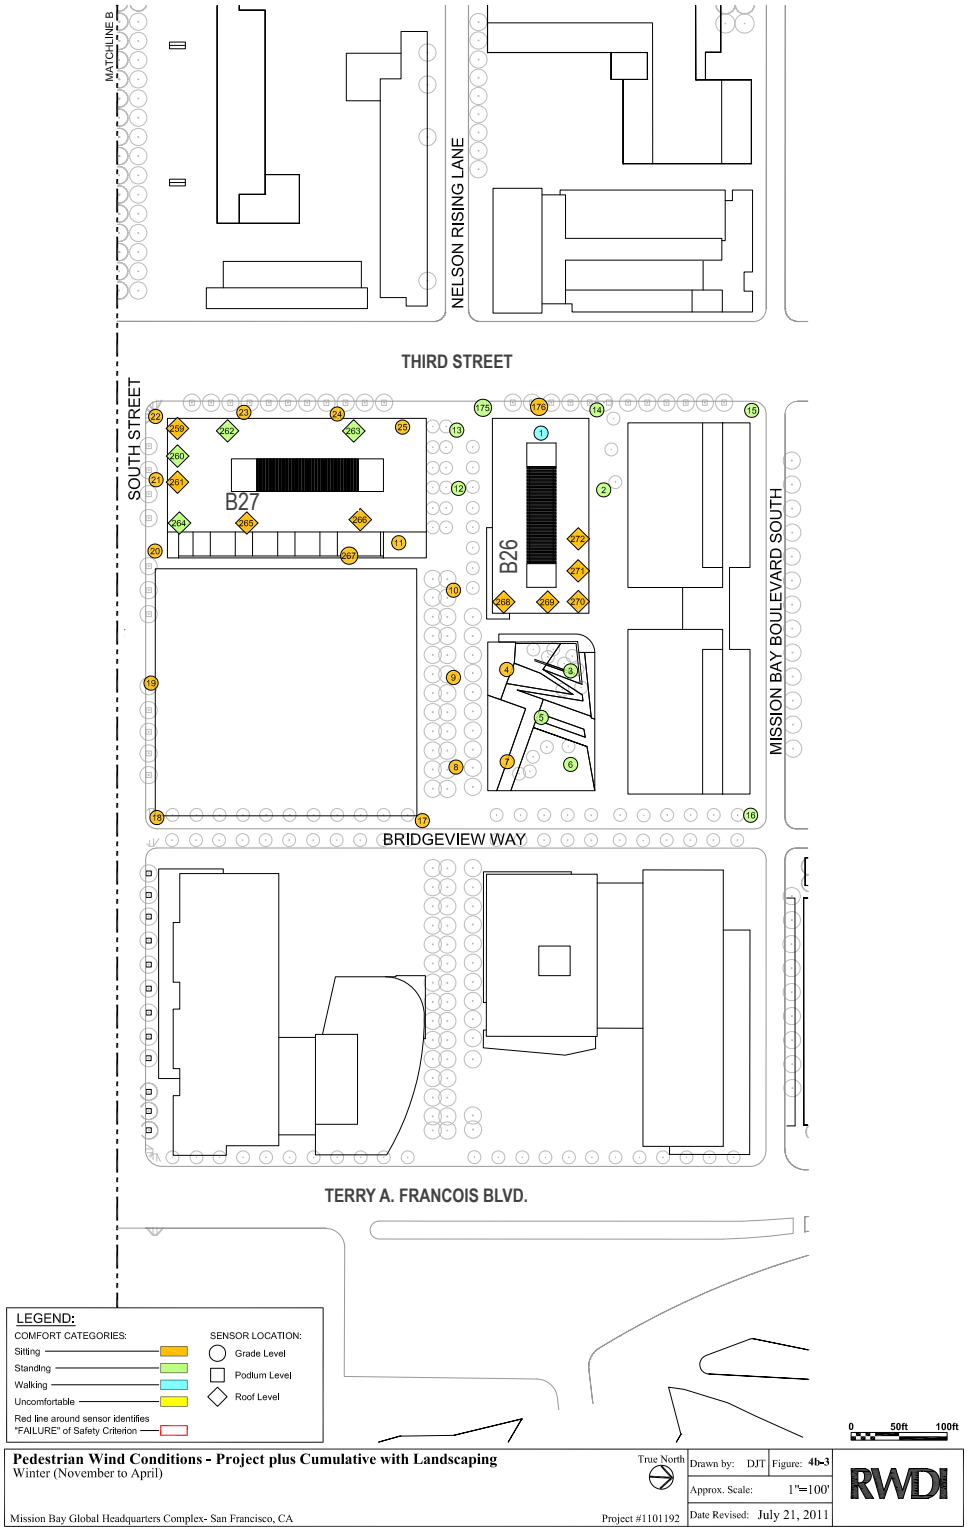 MATCHLINE B
NELSON RISING LANE
THIRD STREET
SOUTH STREET
22
23
24
25
13
175
176
14
15
259
262
263
1
260
21
261
12
2
B27
264
265
266
11
20
267
B26
272
271
10
268
269
270
MISSION BAY BOULEVARD SOUTH
19
9
4
3
5
8
7
6
18
17
16
BRIDGEVIEW WAY
TERRY A. FRANCOIS BLVD.
LEGEND:
COMFORT CATEGORIES:
Sitting
Standing
Walking
Uncomfortable
Red line around sensor identifies
"FAILURE" of Safety Criterion
SENSOR LOCATION:
Grade Level
Podium Level
Roof Level
0 50ft 100ft
Pedestrian Wind Conditions - Project plus Cumulative with Landscaping
Winter (November to April)
Mission Bay Global Headquarters Complex- San Francisco, CA
True North
Project #1101192
Drawn by: DJT Figure: 4b-3
Approx. Scale: 1"=100'
Date Revised: July 21, 2011
RWDI